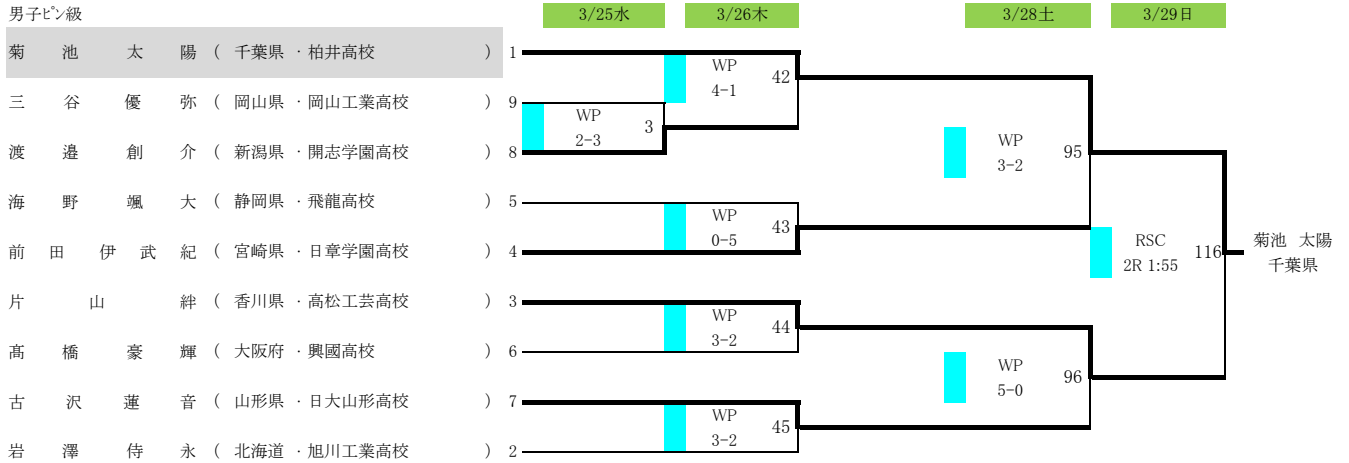 男子ピン級 3/25水 3/26木 3/28土 3/29日
菊池太陽 ( 千葉県 ・柏井高校 ) 1
WP 4-1 42
三谷優弥 ( 岡山県 ・岡山工業高校 ) 9
WP 2-3 3
渡邉創介 ( 新潟県 ・開志学園高校 ) 8
WP 3-2 95
海野颯大 ( 静岡県 ・飛龍高校 ) 5
WP 0-5 43
前田伊武紀 ( 宮崎県 ・日章学園高校 ) 4
RSC 2R 1:55 116
菊池 太陽
千葉県
片山絆 ( 香川県 ・高松工芸高校 ) 3
WP 3-2 44
髙橋豪輝 ( 大阪府 ・興國高校 ) 6
WP 5-0 96
古沢蓮音 ( 山形県 ・日大山形高校 ) 7
WP 3-2 45
岩澤侍永 ( 北海道 ・旭川工業高校 ) 2